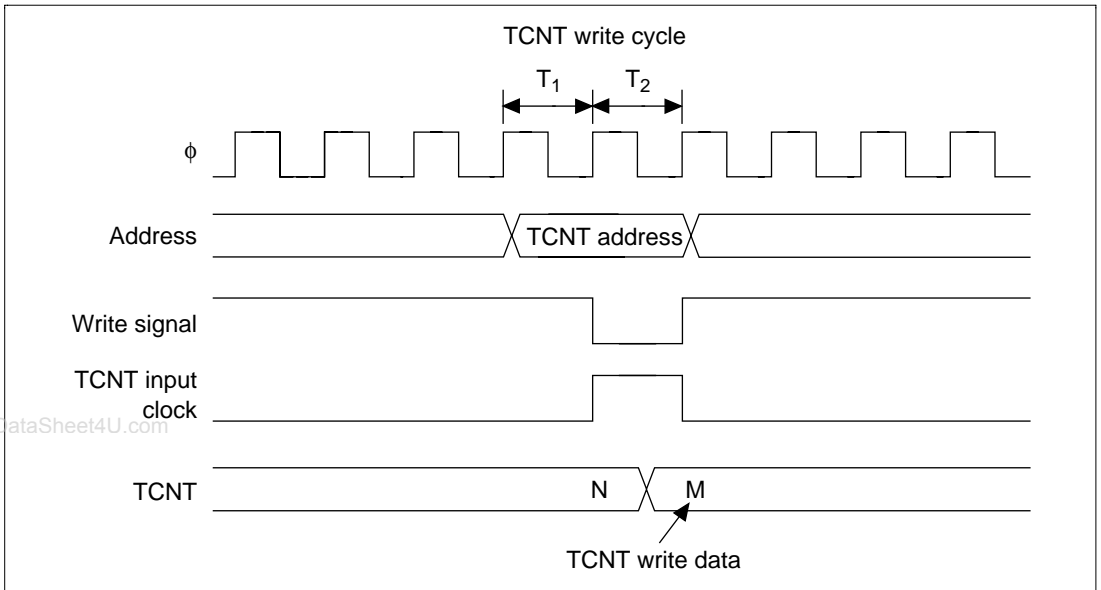 TCNT write cycle
T₁ T₂
ϕ
Address
TCNT address
Write signal
TCNT input
clock
DataSheet4U.com
TCNT
N M
TCNT write data